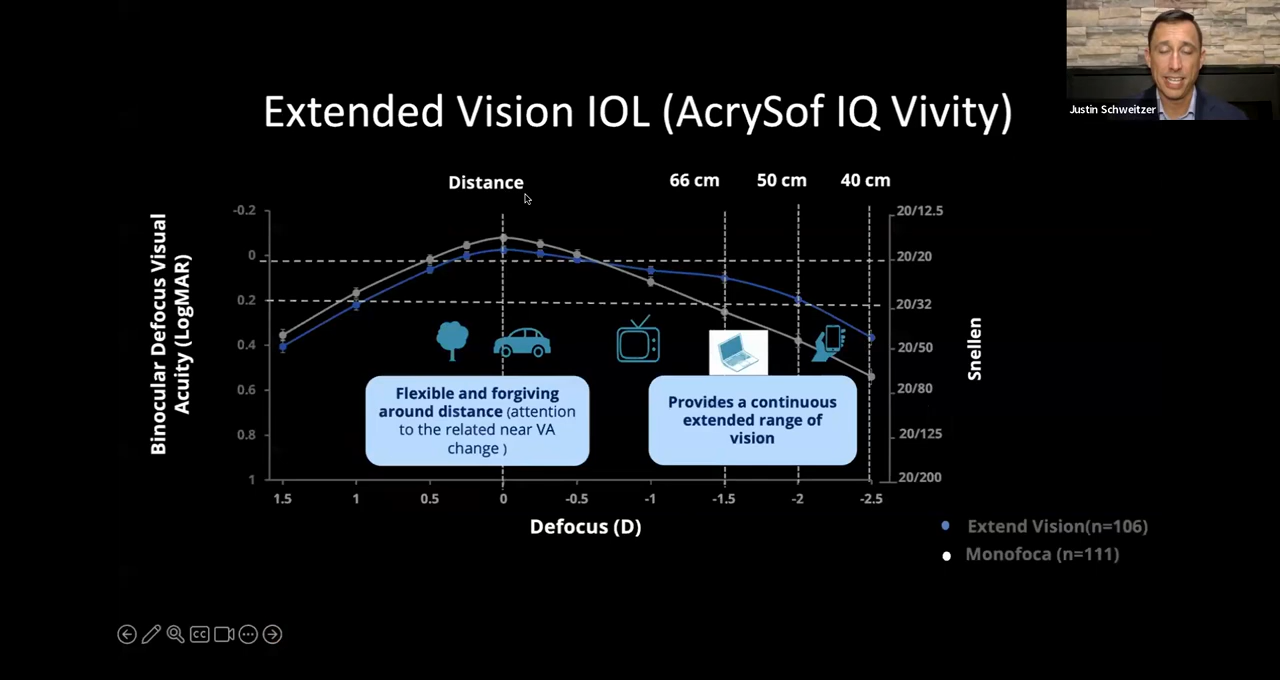 Justin Schweitzer
Extended Vision IOL (AcrySof IQ Vivity)
Distance
66 cm
50 cm
40 cm
Binocular Defocus Visual
Acuity (LogMAR)
-0.2
0
0.2
0.4
0.6
0.8
1
20/12.5
20/20
20/32
20/50
20/80
20/125
20/200
Snellen
Flexible and forgiving
around distance (attention
to the related near VA
change )
Provides a continuous
extended range of
vision
1.5
1
0.5
0
-0.5
-1
-1.5
-2
-2.5
Defocus (D)
Extend Vision(n=106)
Monofoca (n=111)
CC